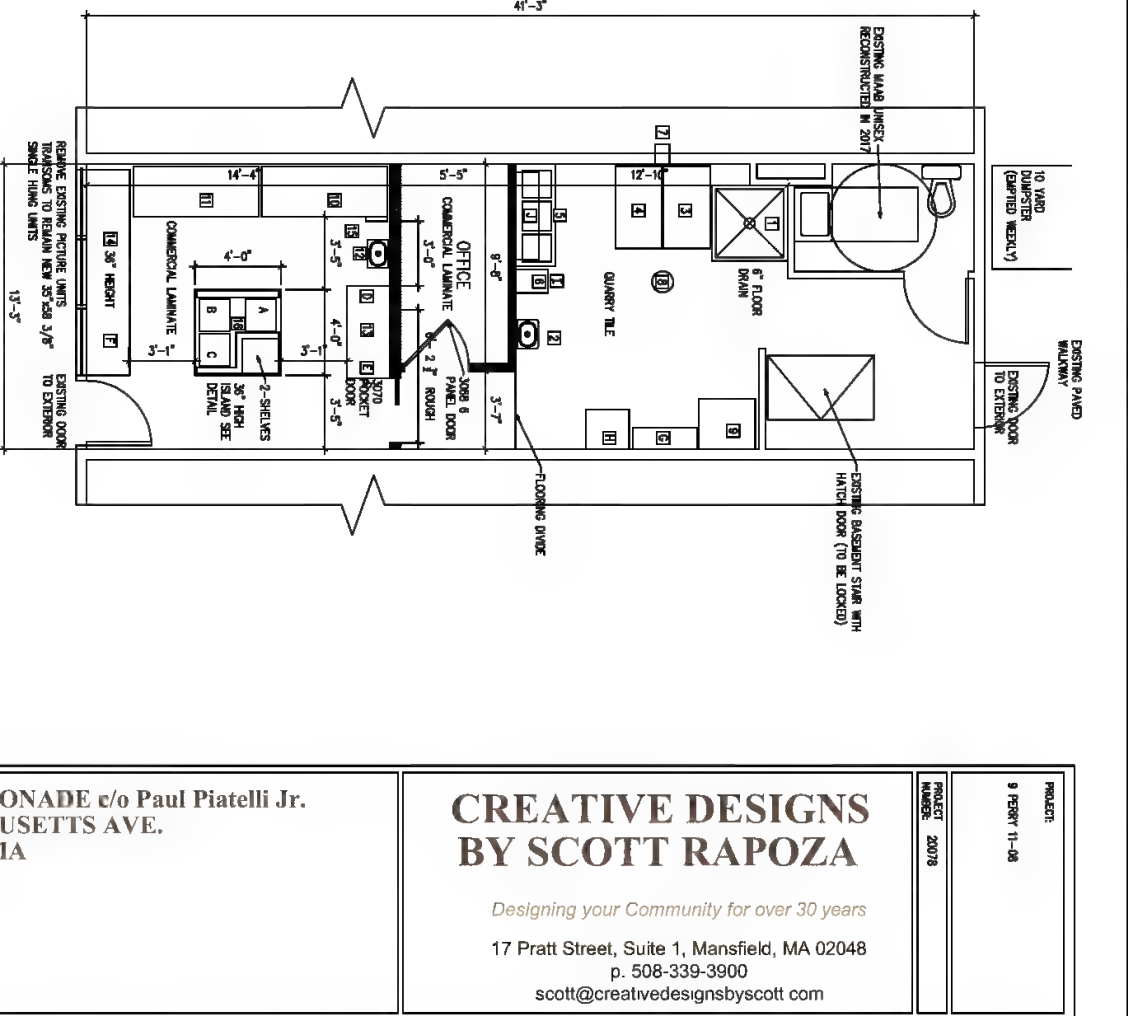 41'-3"
EXISTING MAAB UNISEX
RECONSTRUCTED IN 2017
10 YARD
DUMPSTER
(EMPTIED WEEKLY)
EXISTING PAVED
WALKWAY
EXISTING DOOR
TO EXTERIOR
7
14'-4"
5'-5"
12'-10"
11
10
J
5
4
3
1
6" FLOOR
DRAIN
COMMERCIAL LAMINATE
15
12
3'-5"
3'-0"
OFFICE
COMMERCIAL LAMINATE
9'-8"
6
I
2
QUARRY TILE
18
14
36" HEIGHT
F
4'-0"
A
B
16
C
D
13
E
4'-0"
3'-1"
3'-1"
3'-5"
2-SHELVES
36" HIGH
ISLAND SEE
DETAIL
3070
POCKET
DOOR
ROUGH
3068 6
PANEL DOOR
3'-7"
H
G
9
13'-3"
REMOVE EXISTING PICTURE UNITS
TRANSOMS TO REMAIN NEW 35"x58 3/8"
SINGLE HUNG UNITS
EXISTING DOOR
TO EXTERIOR
FLOORING DIVIDE
EXISTING BASEMENT STAIR WITH
HATCH DOOR (TO BE LOCKED)
ONADE c/o Paul Piatelli Jr.
USETTS AVE.
IA
CREATIVE DESIGNS
BY SCOTT RAPOZA
Designing your Community for over 30 years
17 Pratt Street, Suite 1, Mansfield, MA 02048
p. 508-339-3900
scott@creativedesignsbyscott com
PROJECT
NUMBER: 20078
PROJECT:
9 PERRY 11-06